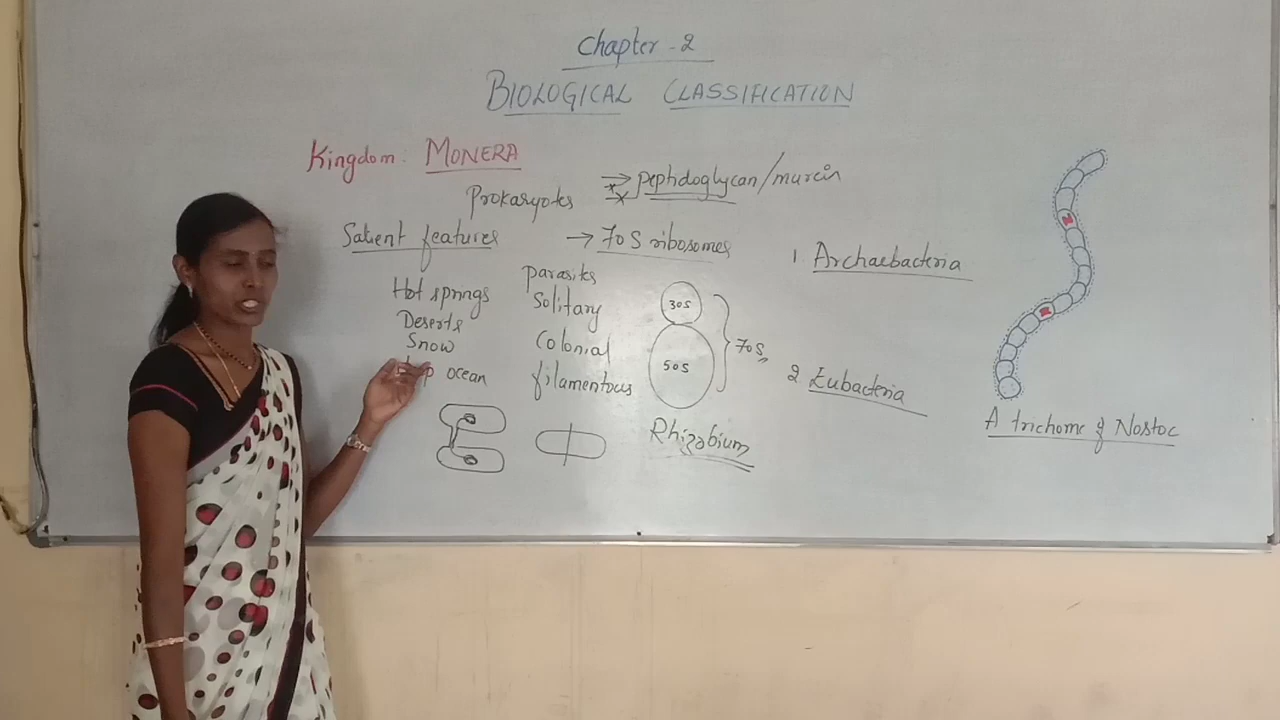 Chapter - 2
BIOLOGICAL CLASSIFICATION
Kingdom: MONERA
Prokaryotes
→ peptidoglycan/murein
Salient features
→ 70S ribosomes
Hot springs
Deserts
Snow
ocean
parasites
Solitary
Colonial
filamentous
30S
50S
70S
Rhizobium
1. Archaebacteria
2 Eubacteria
A trichome of Nostoc